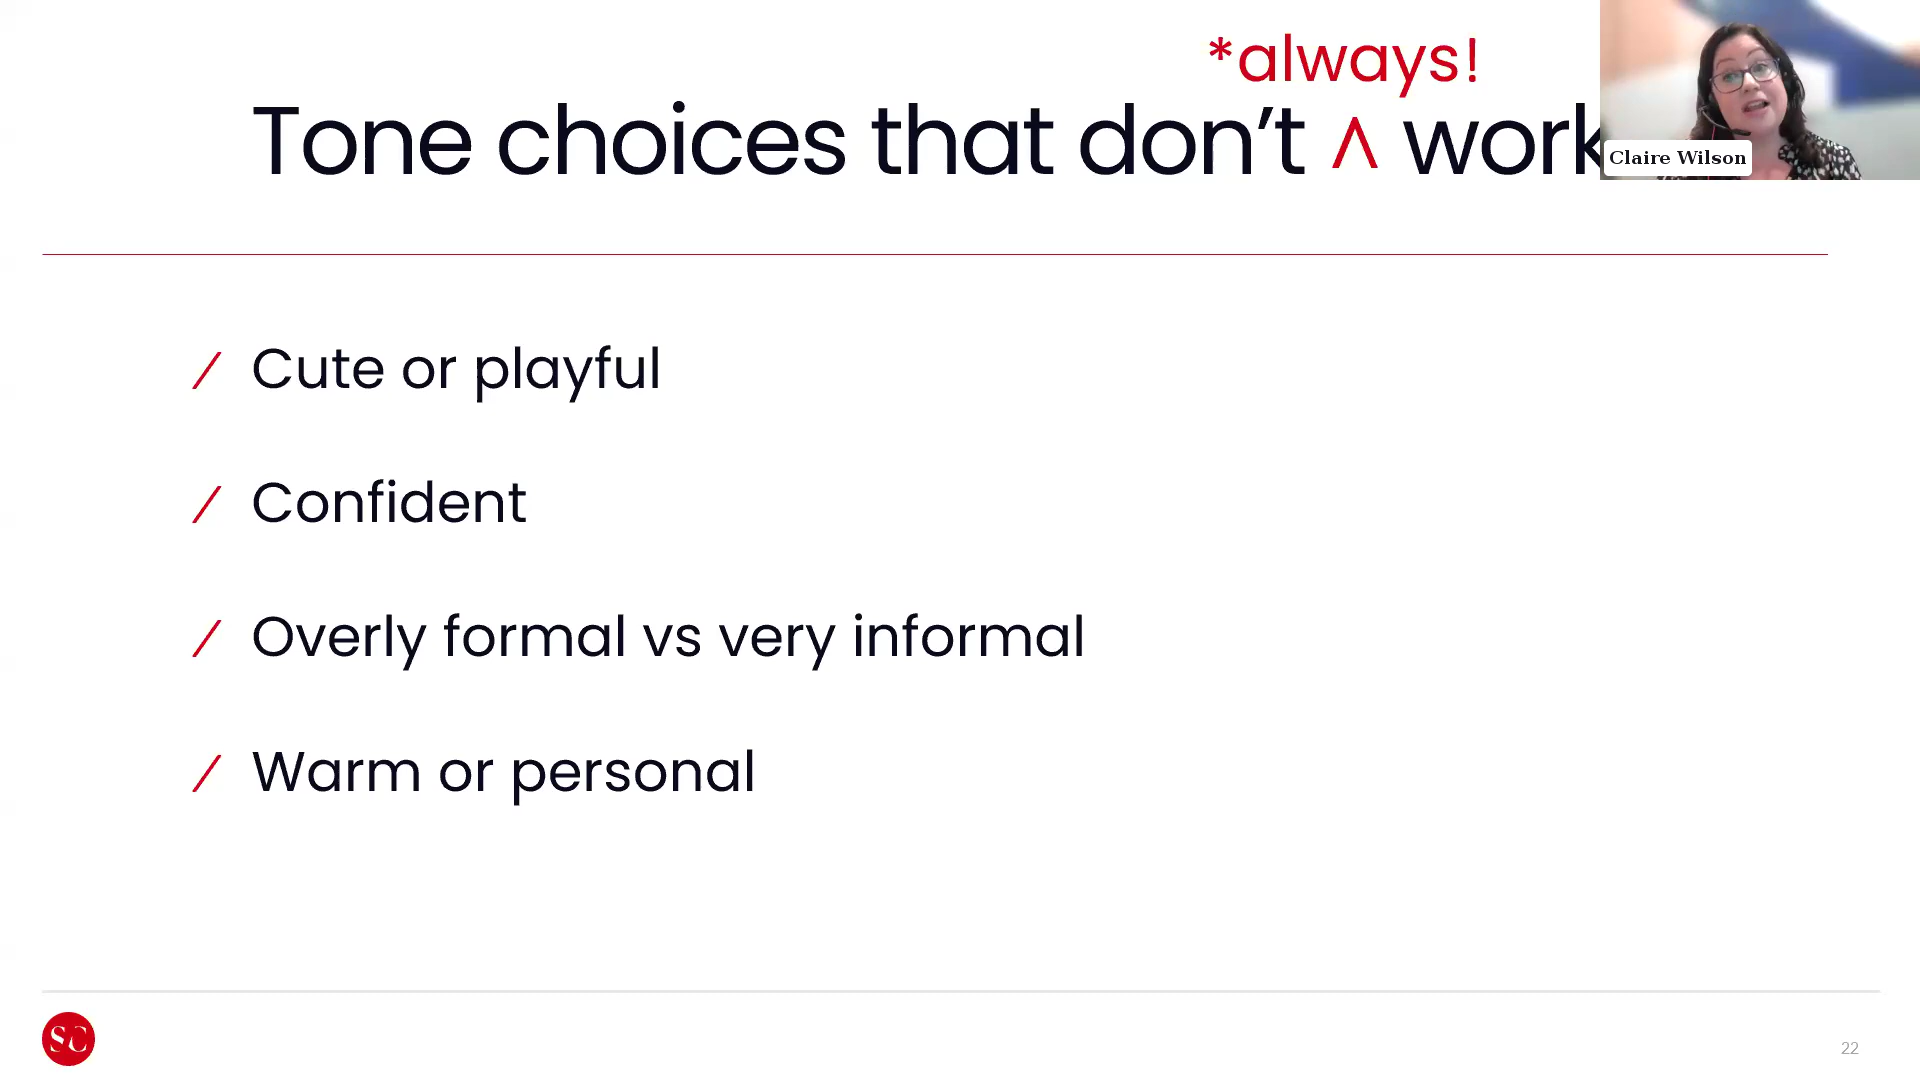 *always!
Tone choices that don’t ^ work
Claire Wilson
/ Cute or playful
/ Confident
/ Overly formal vs very informal
/ Warm or personal
S/C
22